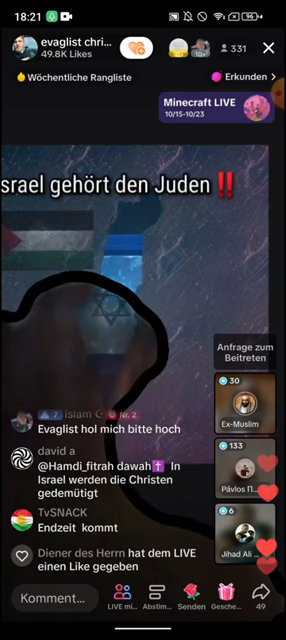 18:21
96
evaglist chri...
49.8K Likes
10+
331
Wöchentliche Rangliste
Erkunden >
Minecraft LIVE
10/15-10/23
srael gehört den Juden ‼️
Anfrage zum
Beitreten
30
Ex-Muslim
7 Islam Nr. 2
Evaglist hol mich bitte hoch
david a
@Hamdi_fitrah dawah✝️ In
Israel werden die Christen
gedemütigt
133
Pávlos Π...
TvSNACK
Endzeit kommt
6
Jihad Ali ...
Diener des Herrn hat dem LIVE
einen Like gegeben
Komment...
LIVE mi...
Abstim...
Senden
Gesche...
49